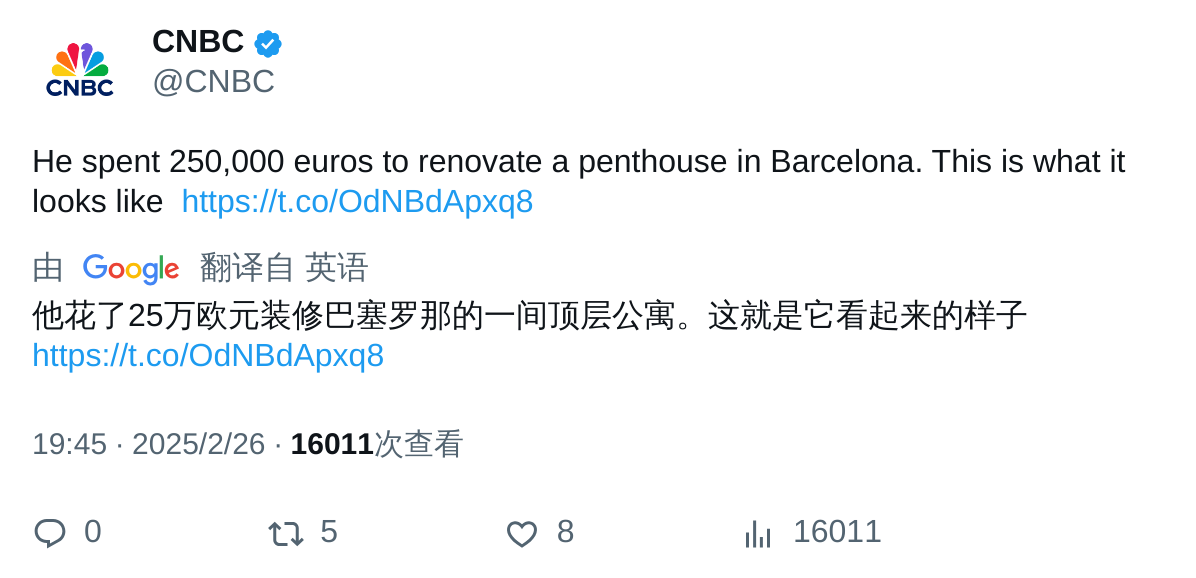 CNBC
CNBC
@CNBC
He spent 250,000 euros to renovate a penthouse in Barcelona. This is what it
looks like https://t.co/OdNBdApxq8
由 Google 翻译自 英语
他花了25万欧元装修巴塞罗那的一间顶层公寓。这就是它看起来的样子
https://t.co/OdNBdApxq8
19:45 · 2025/2/26 · 16011次查看
0 5 8 16011